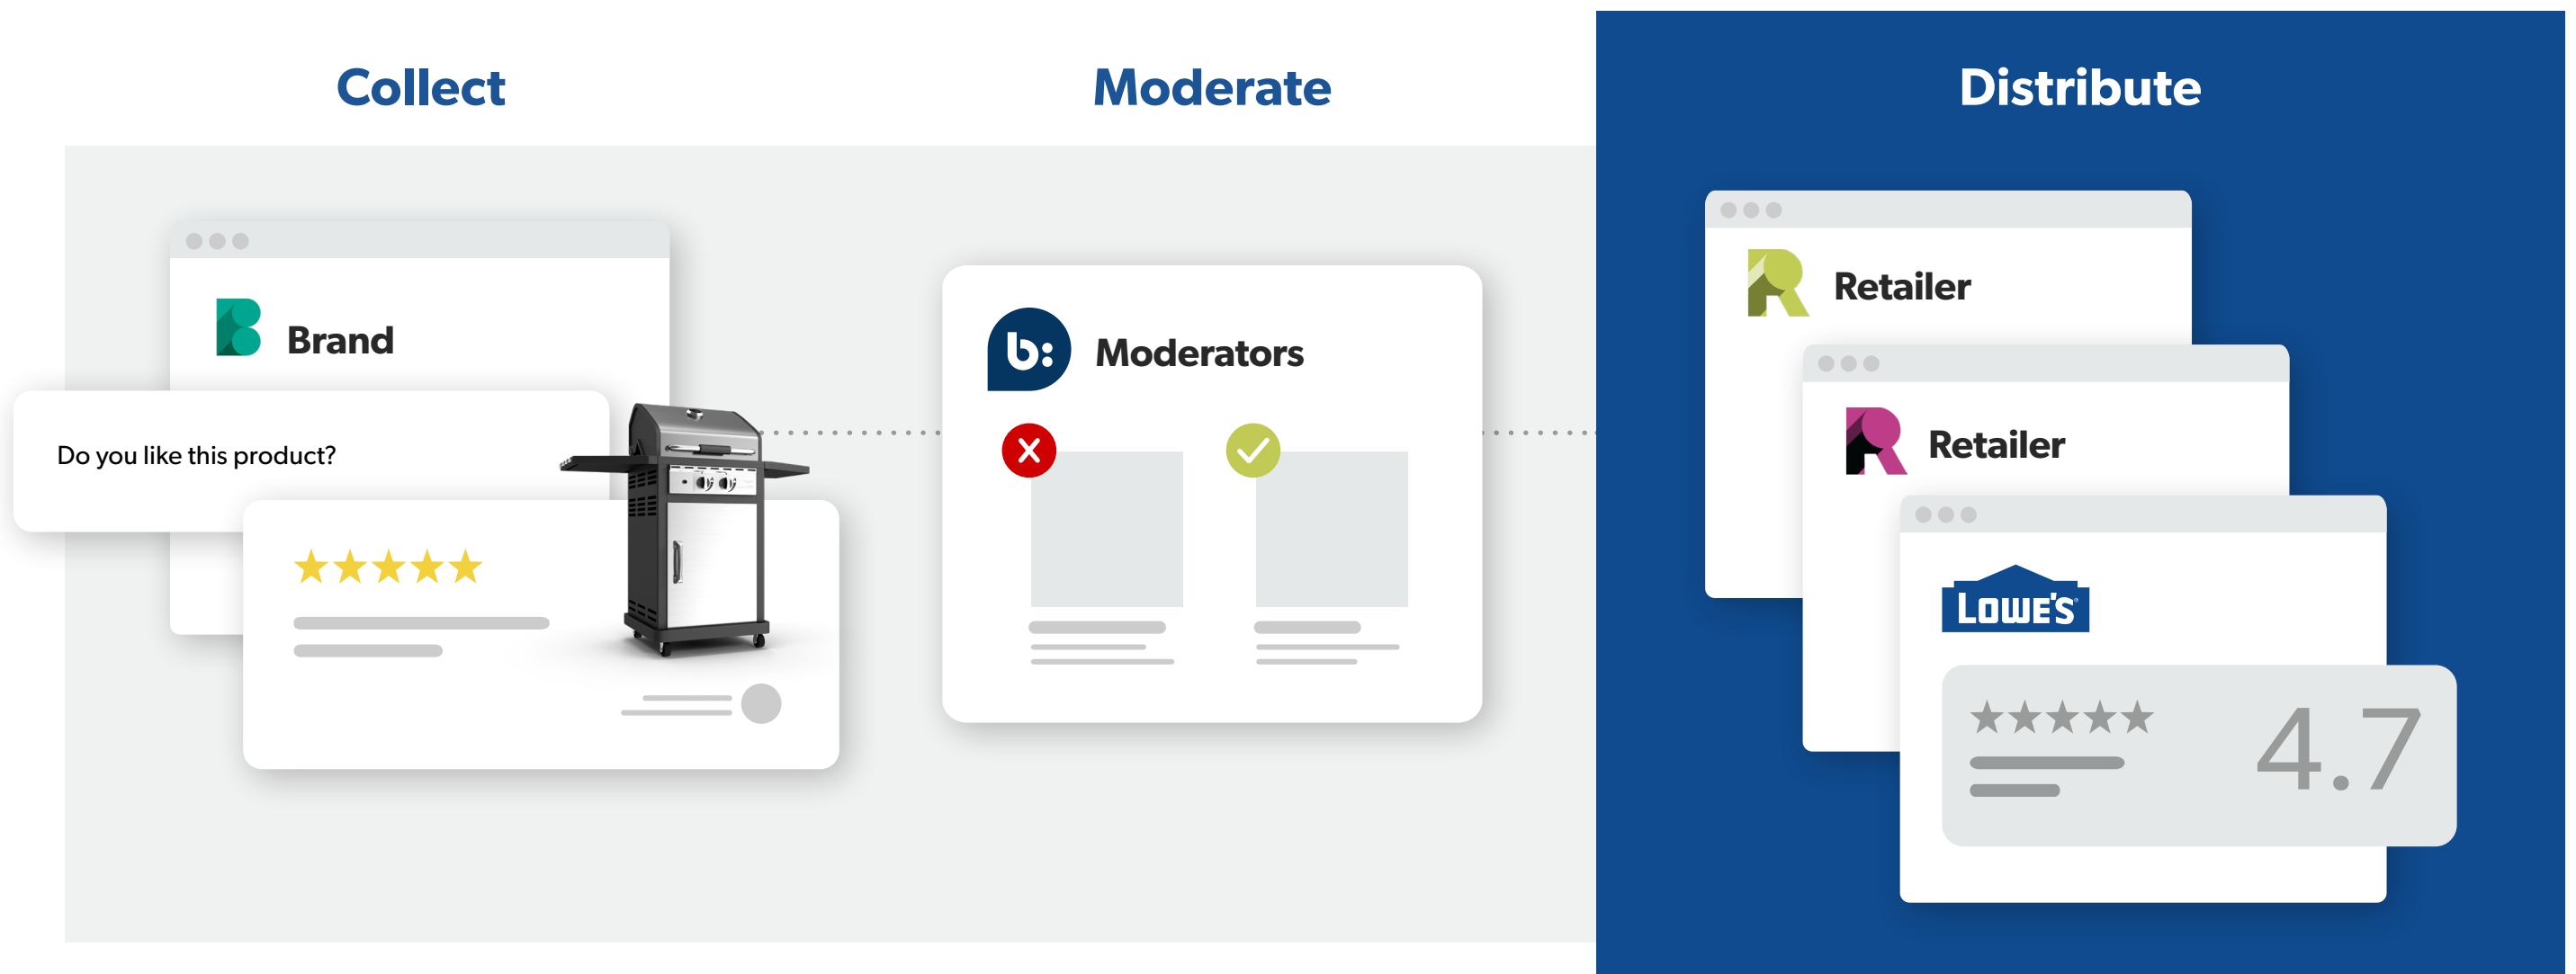 Collect
Brand
Do you like this product?
Moderate
b:
Moderators
Distribute
Retailer
Retailer
LOWE'S
4.7